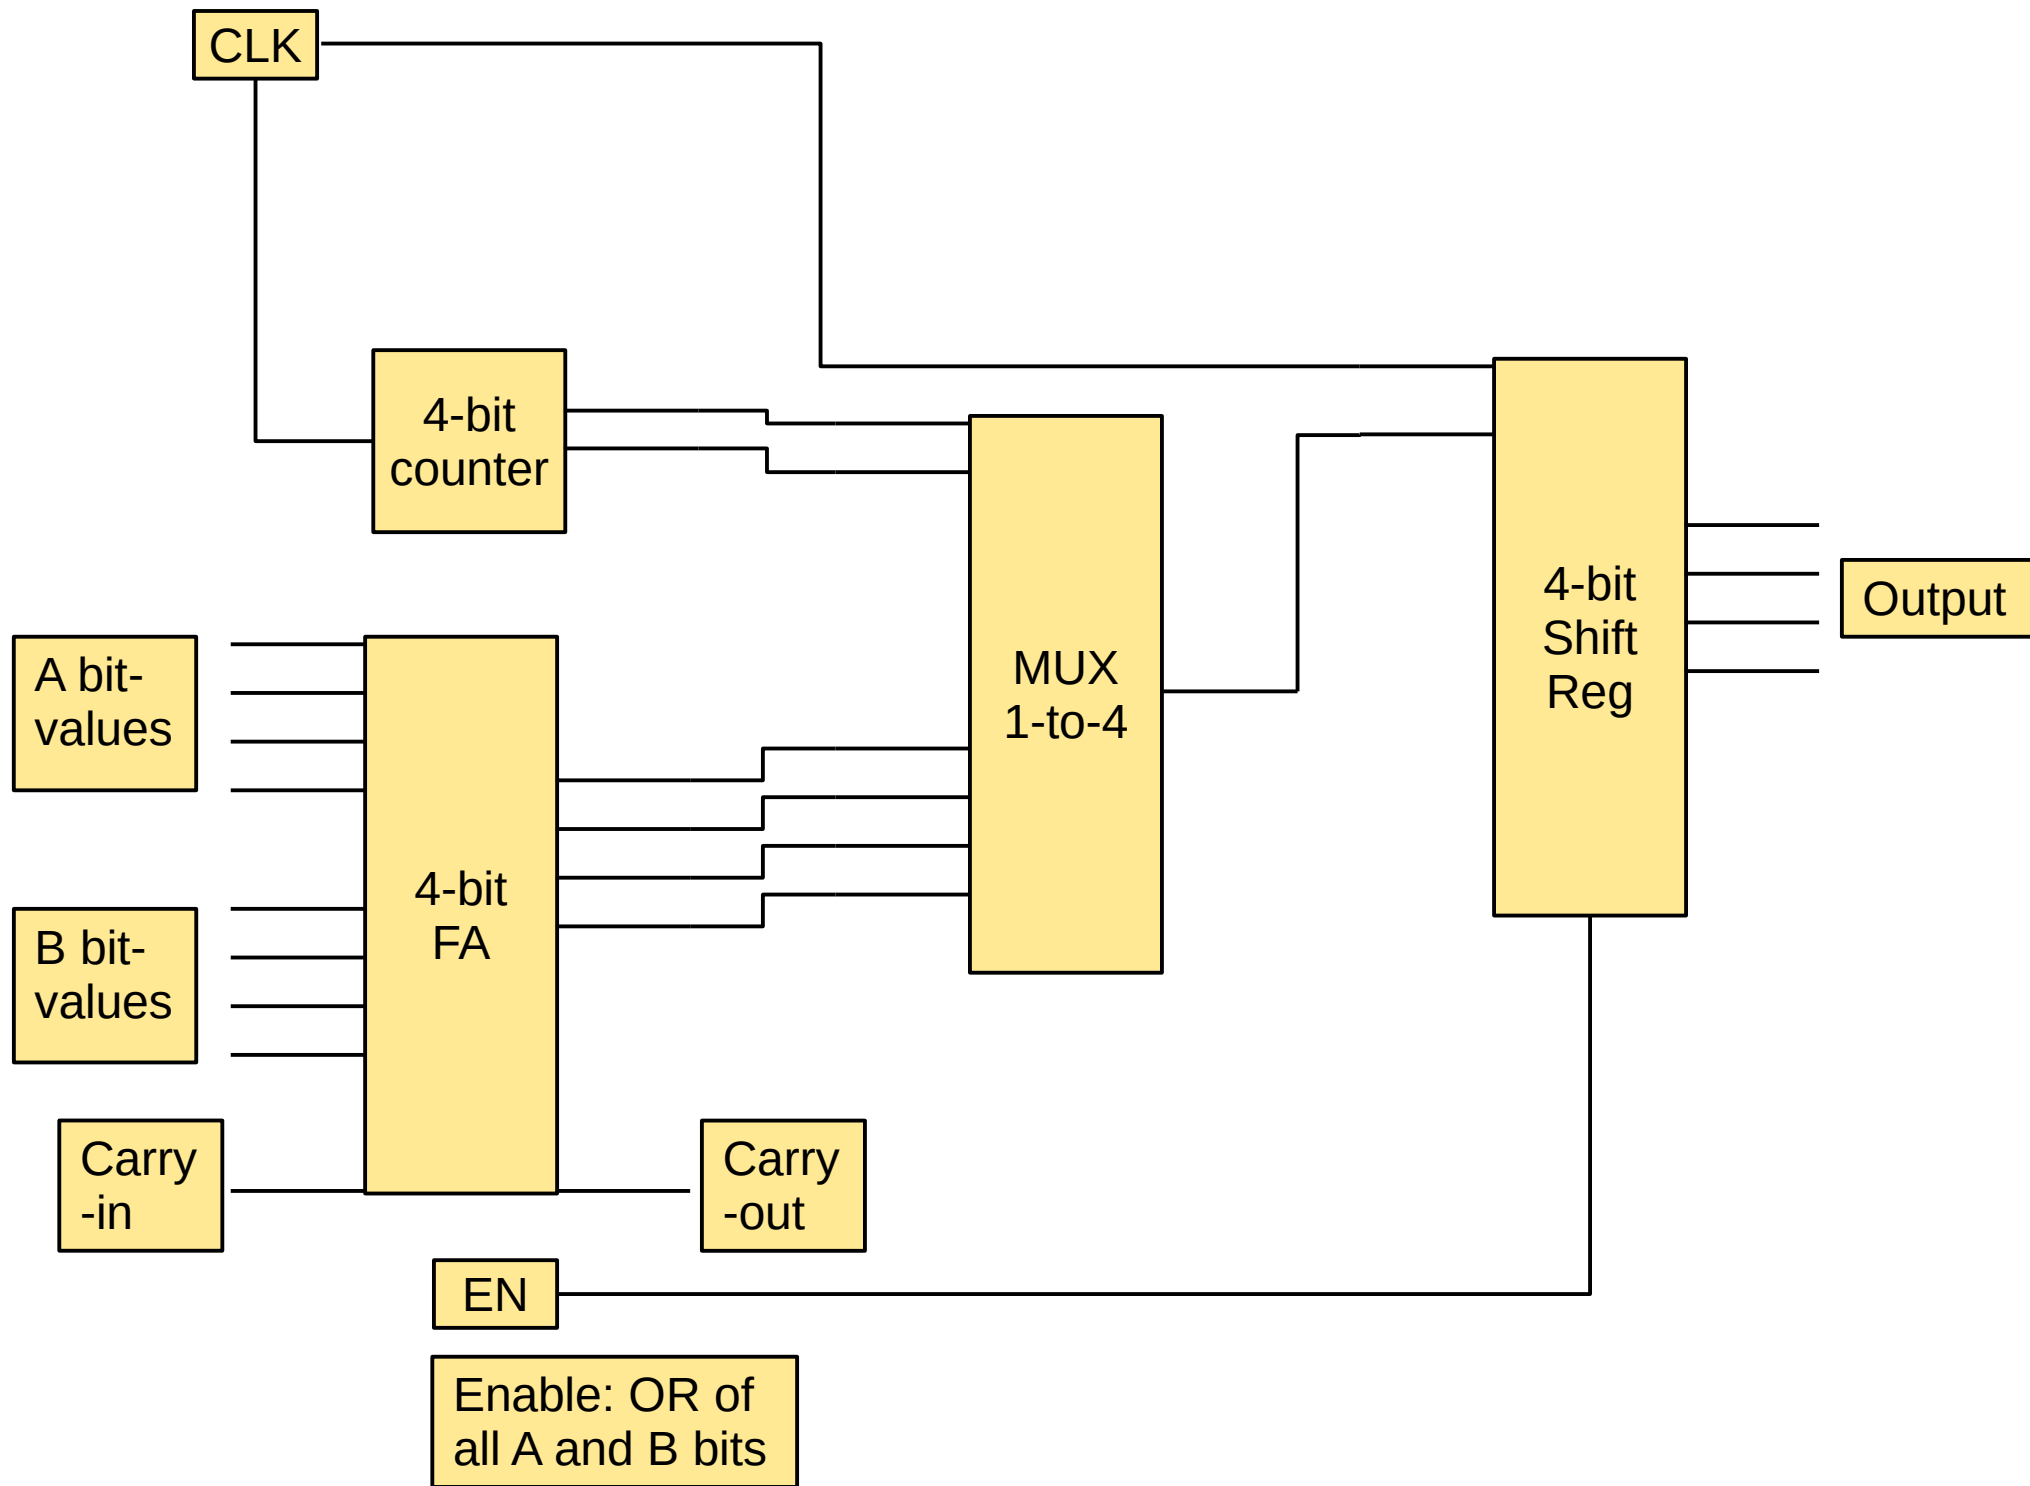 CLK
4-bit
counter
A bit-
values
B bit-
values
Carry
-in
4-bit
FA
Carry
-out
MUX
1-to-4
4-bit
Shift
Reg
Output
EN
Enable: OR of
all A and B bits